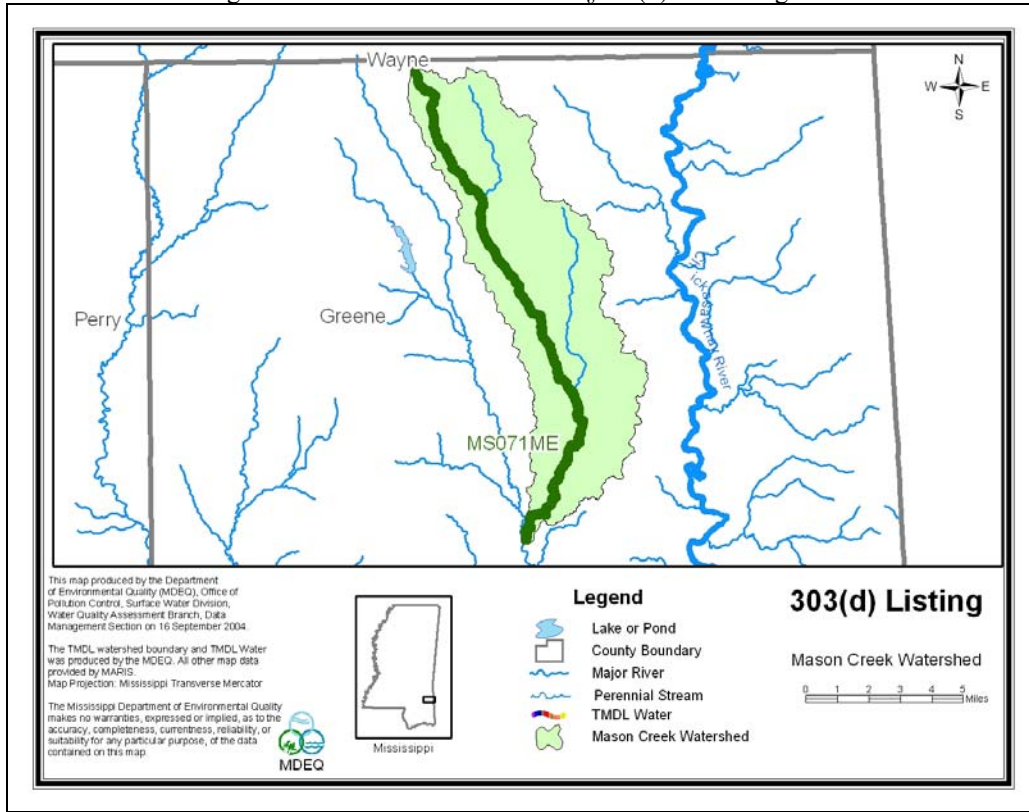 Wayne
N
W E
S
Perry
Greene
Chickasawhay River
MS071ME
This map produced by the Department
of Environmental Quality (MDEQ), Office of
Pollution Control, Surface Water Division,
Water Quality Assessment Branch, Data
Management Section on 16 September 2004.
The TMDL watershed boundary and TMDL Water
was produced by the MDEQ. All other map data
provided by MARIS.
Map Projection: Mississippi Transverse Mercator
The Mississippi Department of Environmental Quality
makes no warranties, expressed or implied, as to the
accuracy, completeness, currentness, reliability, or
suitability for any particular purpose, of the data
contained on this map.
MDEQ
Mississippi
Legend
Lake or Pond
County Boundary
Major River
Perennial Stream
TMDL Water
Mason Creek Watershed
303(d) Listing
Mason Creek Watershed
0 1 2 3 4 5
Miles